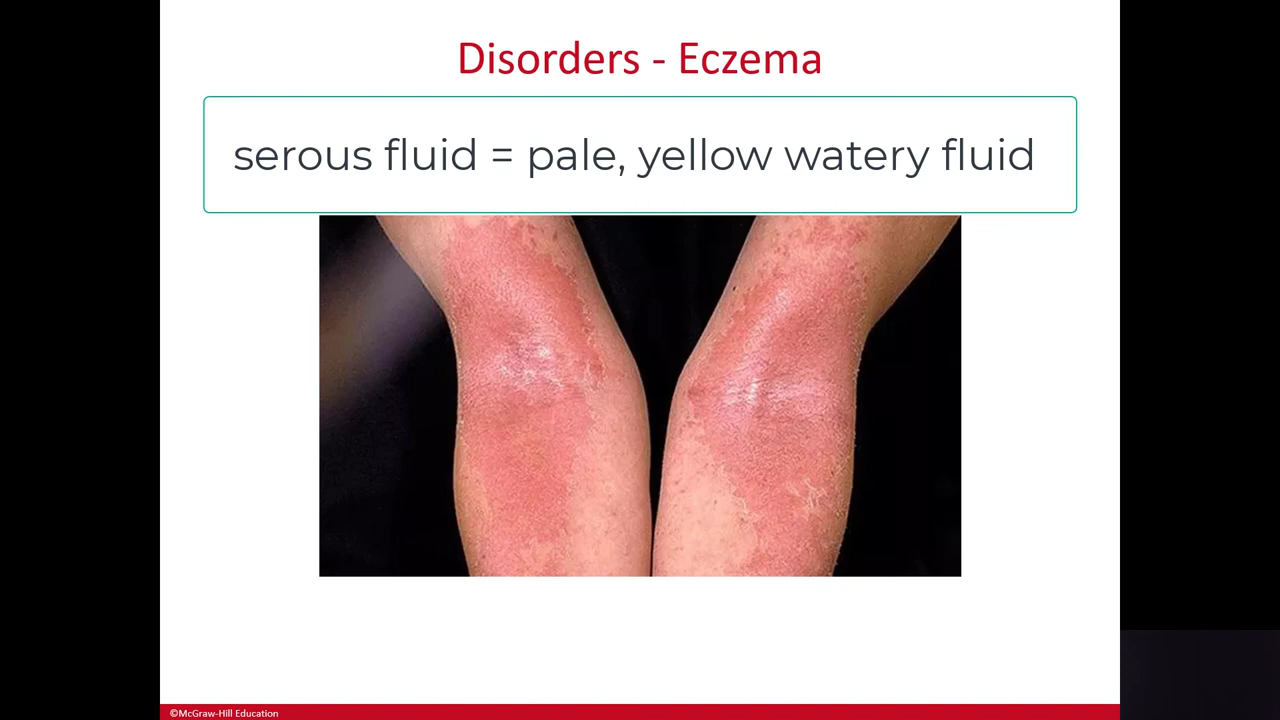 Disorders - Eczema
serous fluid = pale, yellow watery fluid
©McGraw-Hill Education